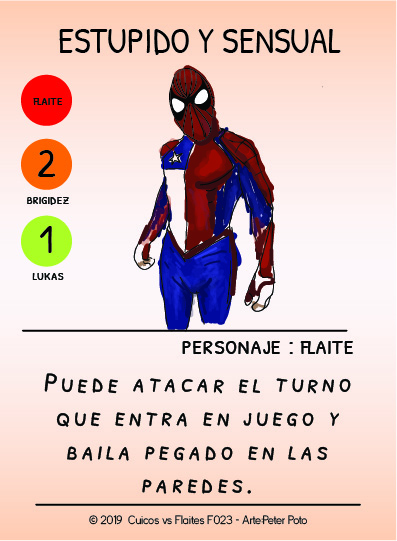 ESTUPIDO Y SENSUAL
FLAITE
2
BRIGIDEZ
1
LUKAS
PERSONAJE : FLAITE
PUEDE ATACAR EL TURNO
QUE ENTRA EN JUEGO Y
BAILA PEGADO EN LAS
PAREDES.
© 2019 Cuicos vs Flaites F023 - Arte:Peter Poto